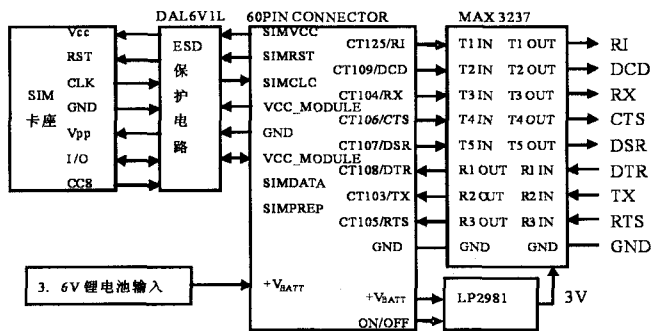 DAL6V1L 60PIN CONNECTOR MAX 3237
SIM
卡座
Vcc
RST
CLK
GND
Vpp
I/O
CC8
ESD
保
护
电
路
SIMVCC
SIMRST
SIMCLC
VCC_MODULE
GND
VCC_MODULE
SIMDATA
SIMPREP
+VBATT
CT125/RI
CT109/DCD
CT104/RX
CT106/CTS
CT107/DSR
CT108/DTR
CT103/TX
CT105/RTS
GND
+VBATT
ON/OFF
T1 IN T1 OUT
T2 IN T2 OUT
T3 IN T3 OUT
T4 IN T4 OUT
T5 IN T5 OUT
R1 OUT R1 IN
R2 OUT R2 IN
R3 OUT R3 IN
GND GND
RI
DCD
RX
CTS
DSR
DTR
TX
RTS
GND
3. 6V 锂电池输入
LP2981
3V